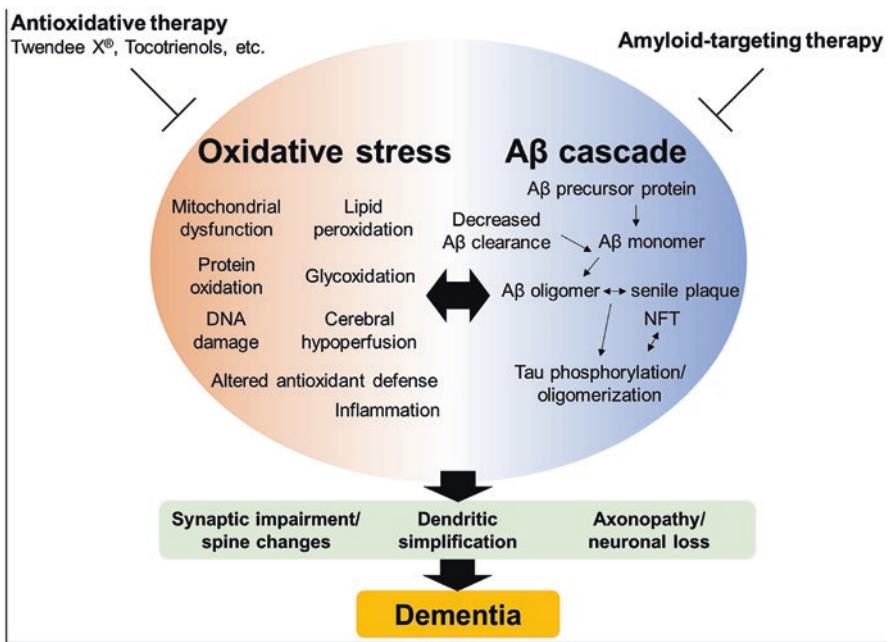 Antioxidative therapy
Twendee X®, Tocotrienols, etc.
Amyloid-targeting therapy
Oxidative stress
Mitochondrial
dysfunction
Lipid
peroxidation
Protein
oxidation
Glycoxidation
DNA
damage
Cerebral
hypoperfusion
Altered antioxidant defense
Inflammation
Aβ cascade
Aβ precursor protein
Decreased
Aβ clearance
Aβ monomer
Aβ oligomer
senile plaque
NFT
Tau phosphorylation/
oligomerization
Synaptic impairment/
spine changes
Dendritic
simplification
Axonopathy/
neuronal loss
Dementia